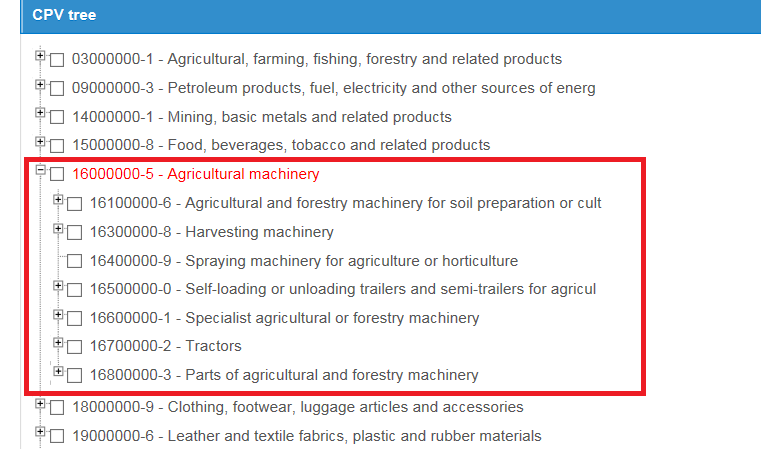 CPV tree
03000000-1 - Agricultural, farming, fishing, forestry and related products
09000000-3 - Petroleum products, fuel, electricity and other sources of energ
14000000-1 - Mining, basic metals and related products
15000000-8 - Food, beverages, tobacco and related products
16000000-5 - Agricultural machinery
16100000-6 - Agricultural and forestry machinery for soil preparation or cult
16300000-8 - Harvesting machinery
16400000-9 - Spraying machinery for agriculture or horticulture
16500000-0 - Self-loading or unloading trailers and semi-trailers for agricul
16600000-1 - Specialist agricultural or forestry machinery
16700000-2 - Tractors
16800000-3 - Parts of agricultural and forestry machinery
18000000-9 - Clothing, footwear, luggage articles and accessories
19000000-6 - Leather and textile fabrics, plastic and rubber materials